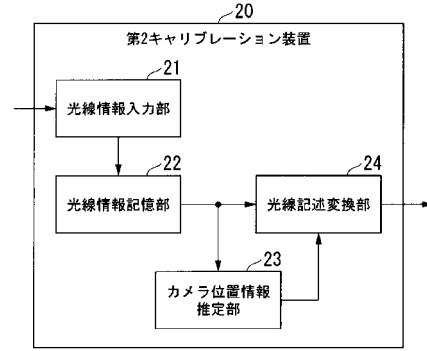 20
第2キャリブレーション装置
21
光線情報入力部
22
光線情報記憶部
24
光線記述変換部
23
カメラ位置情報
推定部